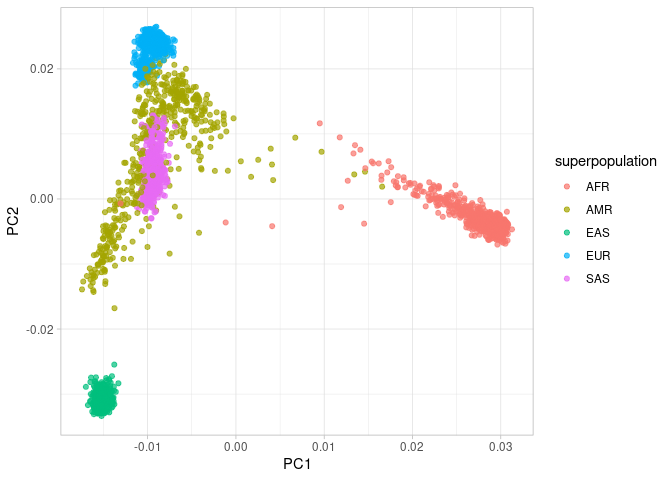 0.02
0.00
-0.02
PC2
-0.01
0.00
0.01
0.02
0.03
PC1
superpopulation
AFR
AMR
EAS
EUR
SAS